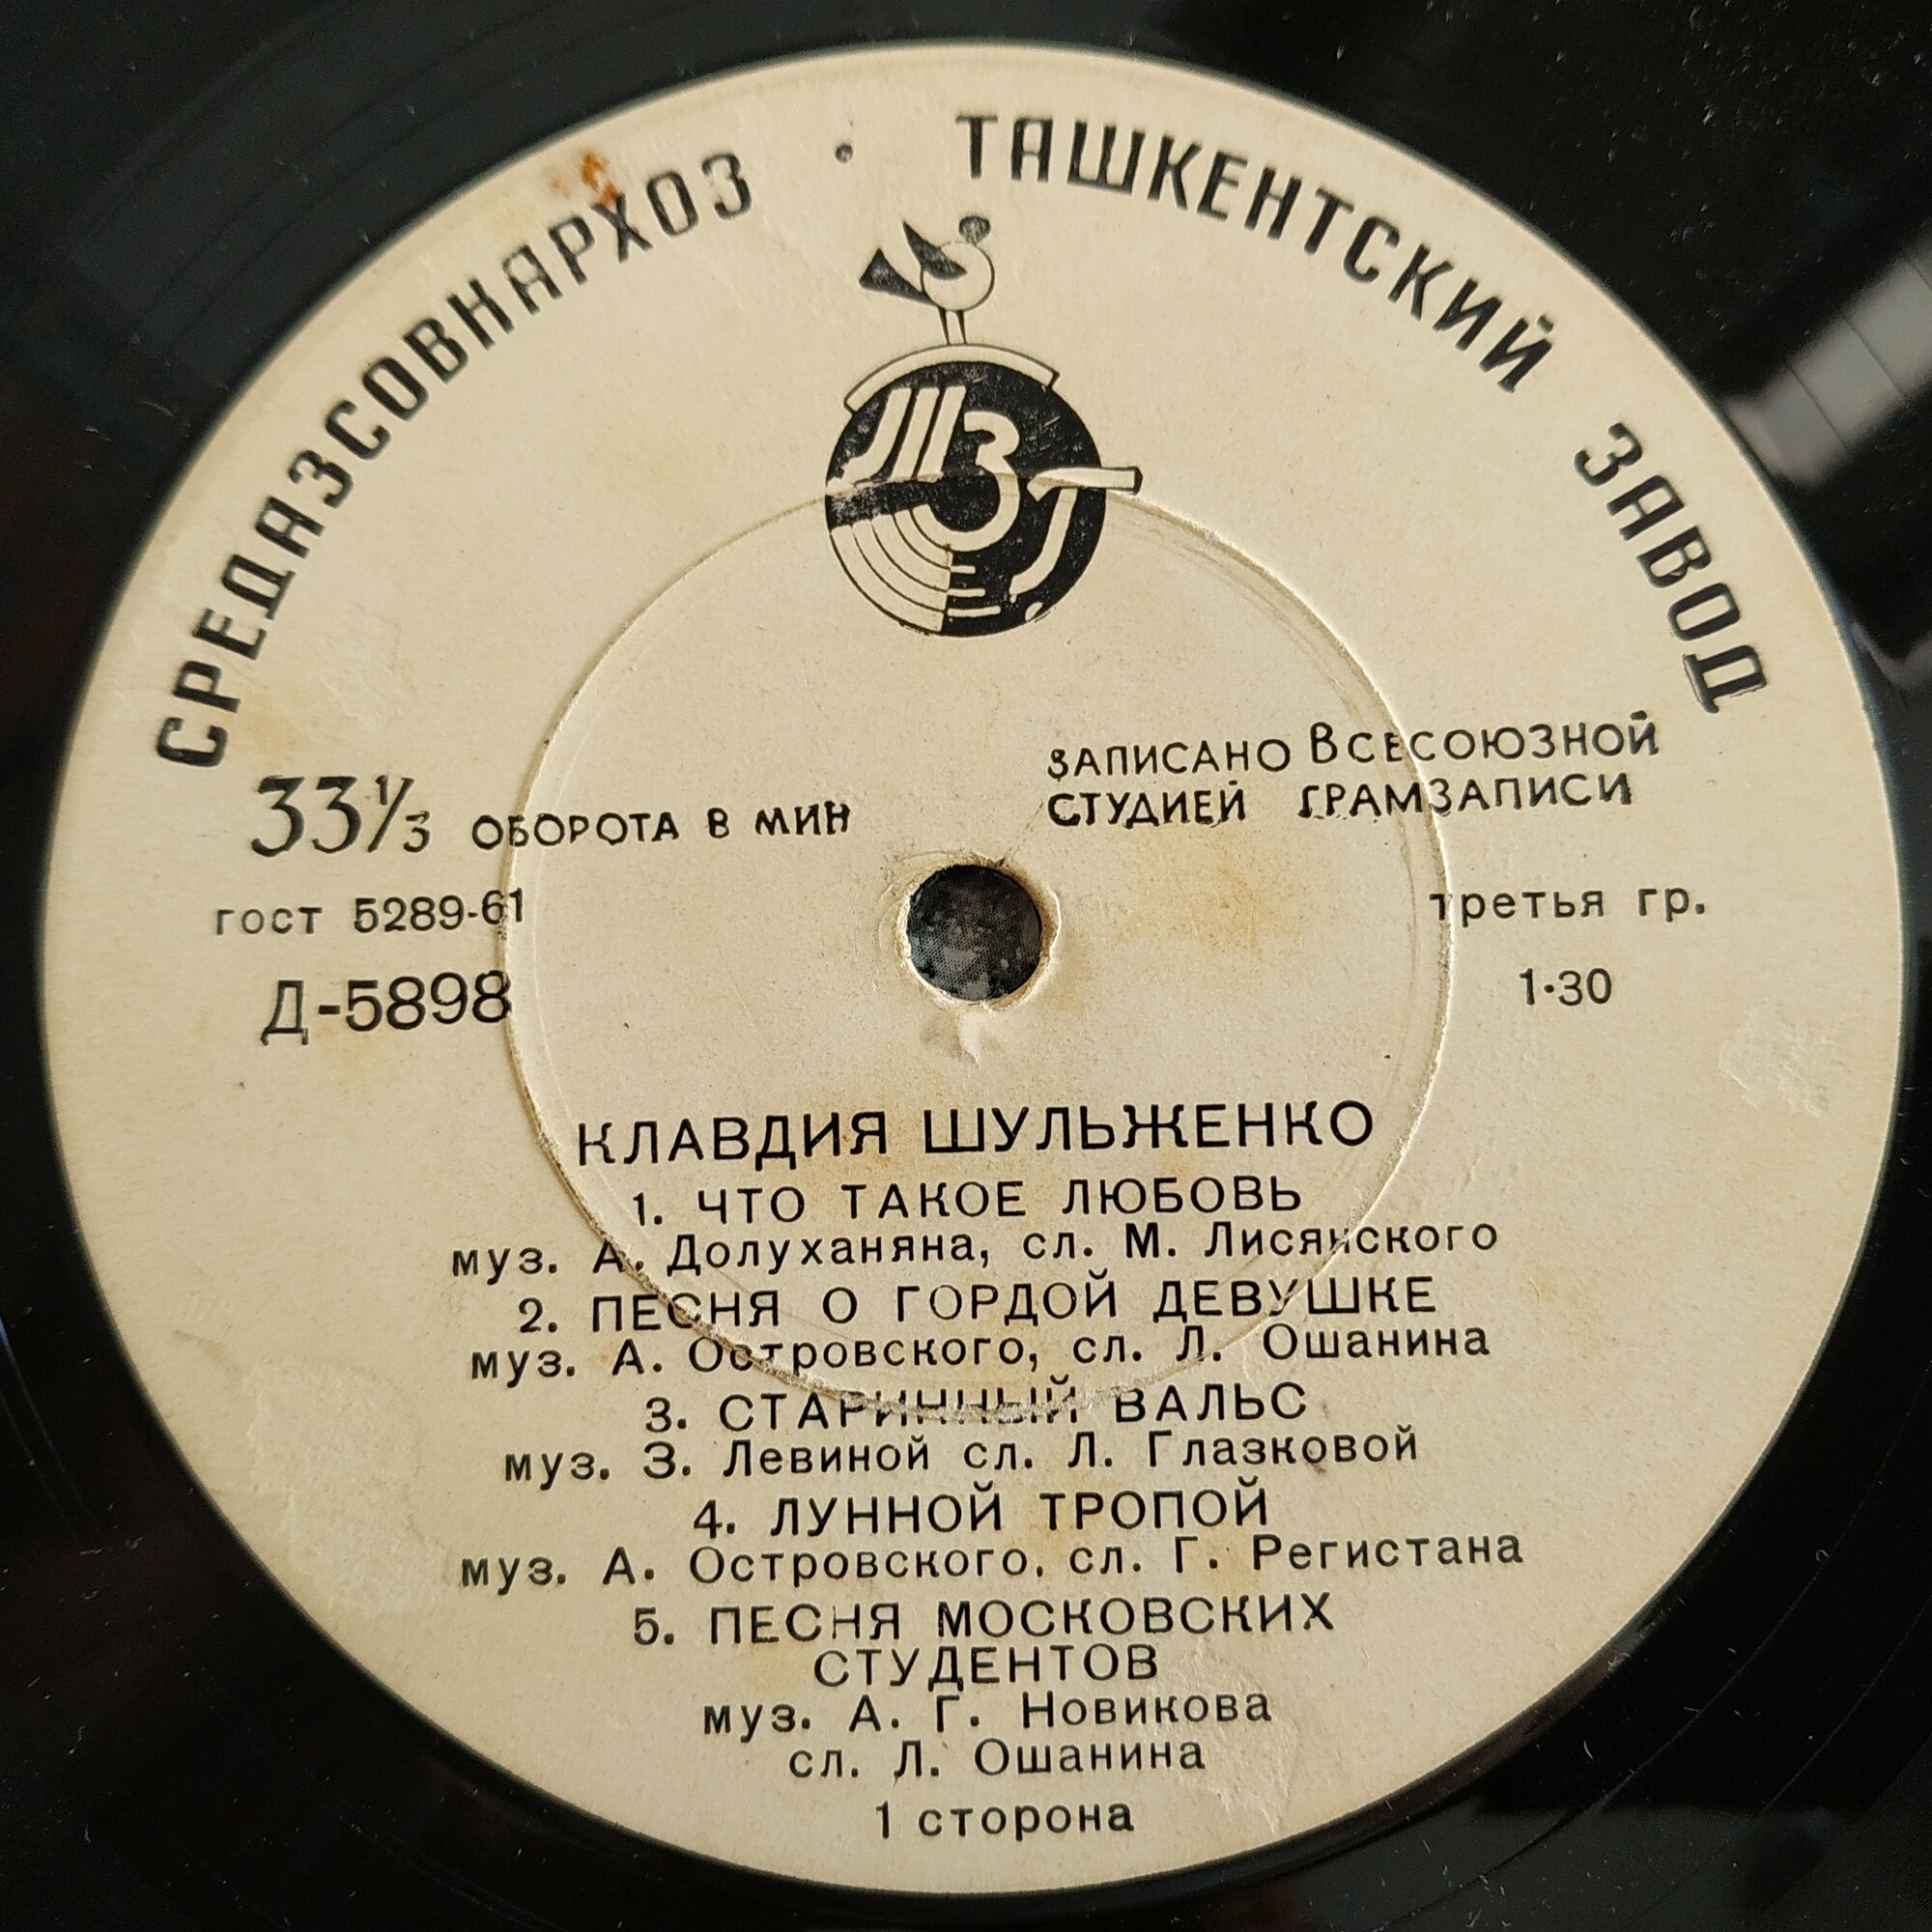 СРЕДАЗСОВНАРХОЗ · ТАШКЕНТСКИЙ ЗАВОД
ТЗГ
33⅓ ОБОРОТА В МИН
ЗАПИСАНО ВСЕСОЮЗНОЙ
СТУДИЕЙ ГРАМЗАПИСИ
гост 5289-61
третья гр.
Д-5898
1·30
КЛАВДИЯ ШУЛЬЖЕНКО
1. ЧТО ТАКОЕ ЛЮБОВЬ
муз. А. Долуханяна, сл. М. Лисянского
2. ПЕСНЯ О ГОРДОЙ ДЕВУШКЕ
муз. А. Островского, сл. Л. Ошанина
3. СТАРИННЫЙ ВАЛЬС
муз. З. Левиной сл. Л. Глазковой
4. ЛУННОЙ ТРОПОЙ
муз. А. Островского. сл. Г. Регистана
5. ПЕСНЯ МОСКОВСКИХ
СТУДЕНТОВ
муз. А. Г. Новикова
сл. Л. Ошанина
1 сторона